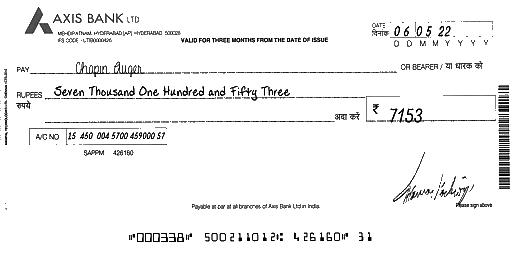 AXIS BANK LTD
MEHDIPATNAM, HYDERABAD [AP] HYDERABAD 500028
IFS CODE - UTIB0000426
VALID FOR THREE MONTHS FROM THE DATE OF ISSUE
DATE दिनांक 06 05 22
D D M M Y Y Y Y
PAY Chapin Auger OR BEARER / या धारक को
RUPEES रुपये Seven Thousand One Hundred and Fifty Three
अदा करें ₹ 7153
A/C NO 15 450 004 5700 459000 57
SAPPM 426160
Payable at par at all branches of Axis Bank Ltd in India.
Please sign above
"000338" 500211012: 426160" 31